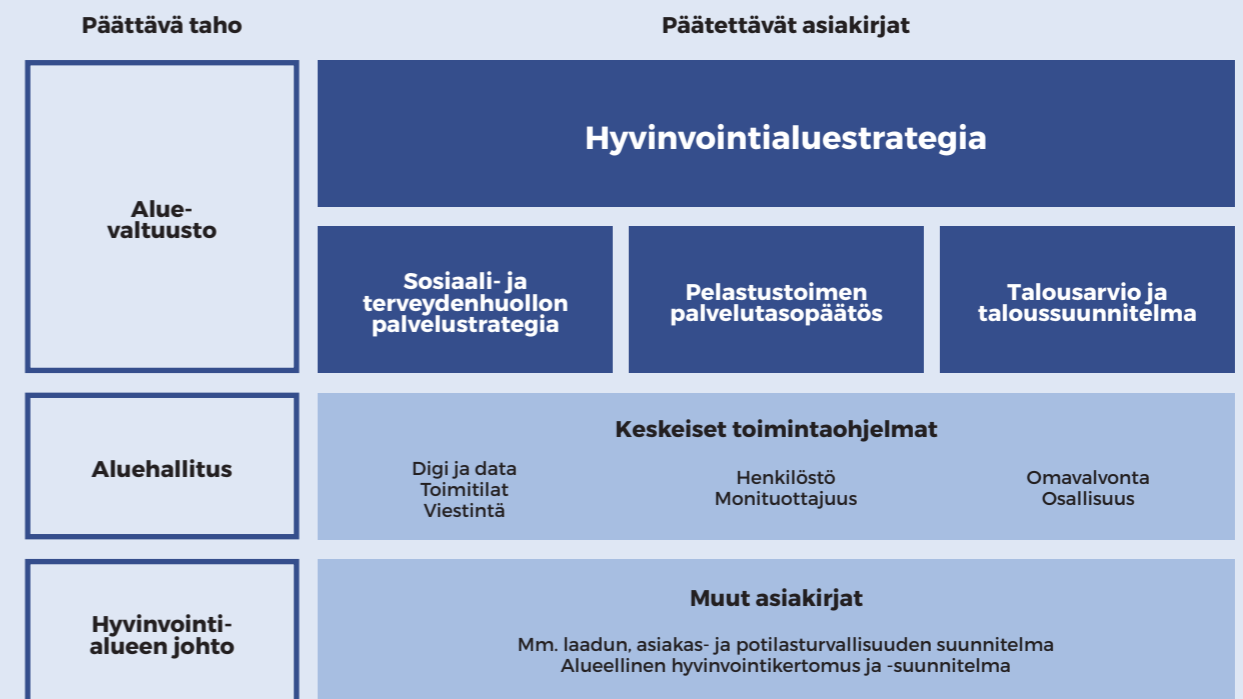 Päättävä taho
Päätettävät asiakirjat
Alue-
valtuusto
Hyvinvointialuestrategia
Sosiaali- ja
terveydenhuollon
palvelustrategia
Pelastustoimen
palvelutasopäätös
Talousarvio ja
taloussuunnitelma
Aluehallitus
Keskeiset toimintaohjelmat
Digi ja data
Toimitilat
Viestintä
Henkilöstö
Monituottajuus
Omavalvonta
Osallisuus
Hyvinvointi-
alueen johto
Muut asiakirjat
Mm. laadun, asiakas- ja potilasturvallisuuden suunnitelma
Alueellinen hyvinvointikertomus ja -suunnitelma